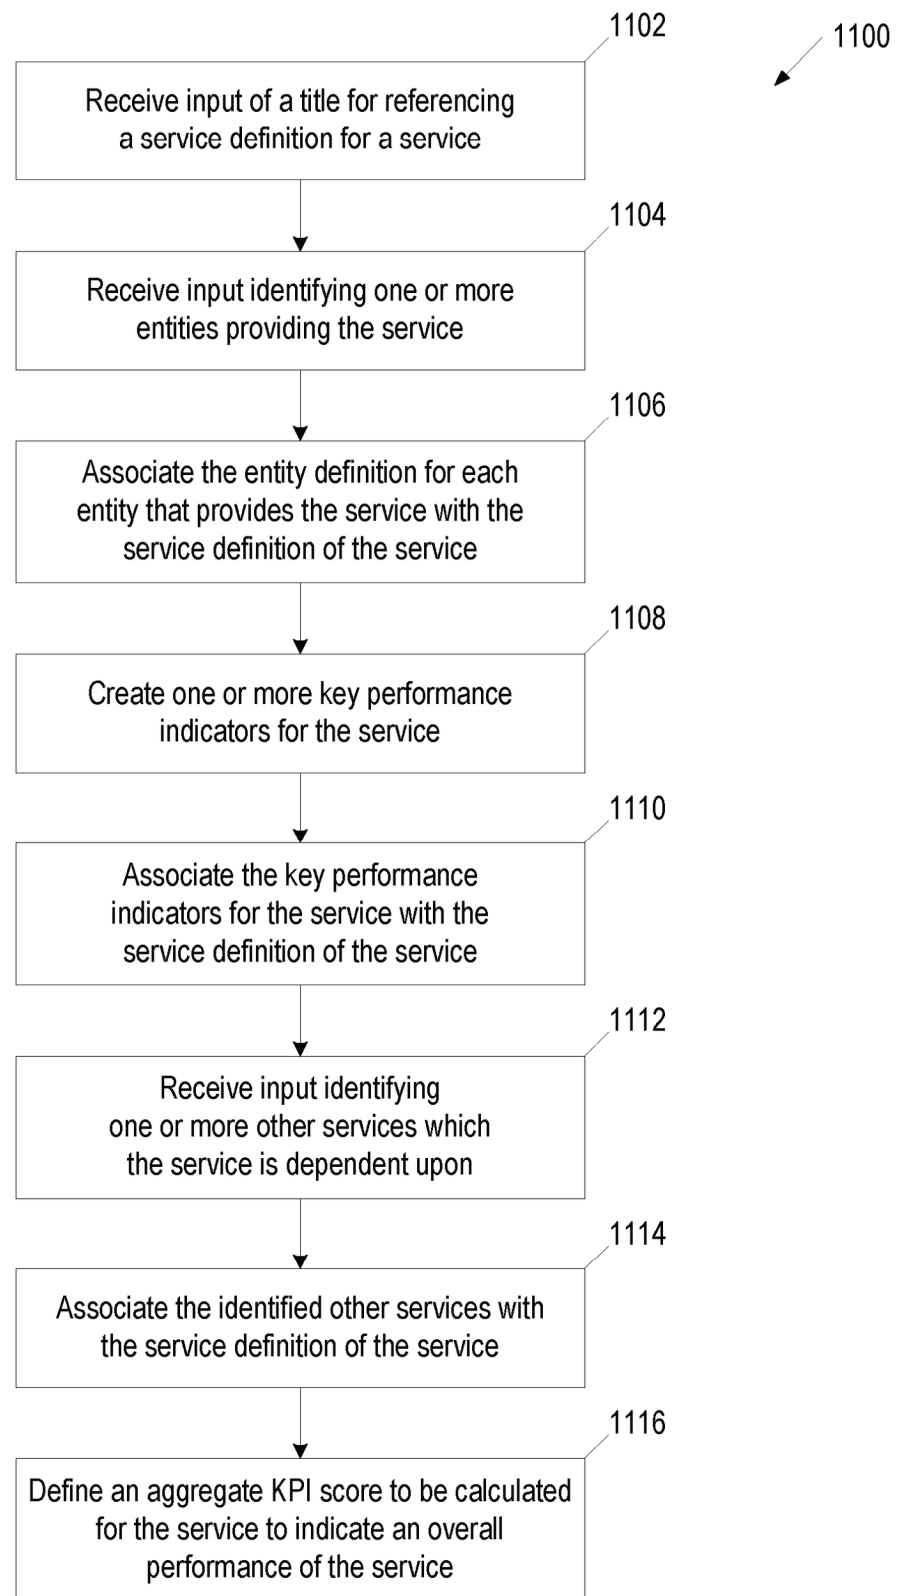 1102
1100
Receive input of a title for referencing
a service definition for a service
1104
Receive input identifying one or more
entities providing the service
1106
Associate the entity definition for each
entity that provides the service with the
service definition of the service
1108
Create one or more key performance
indicators for the service
1110
Associate the key performance
indicators for the service with the
service definition of the service
1112
Receive input identifying
one or more other services which
the service is dependent upon
1114
Associate the identified other services with
the service definition of the service
1116
Define an aggregate KPI score to be calculated
for the service to indicate an overall
performance of the service